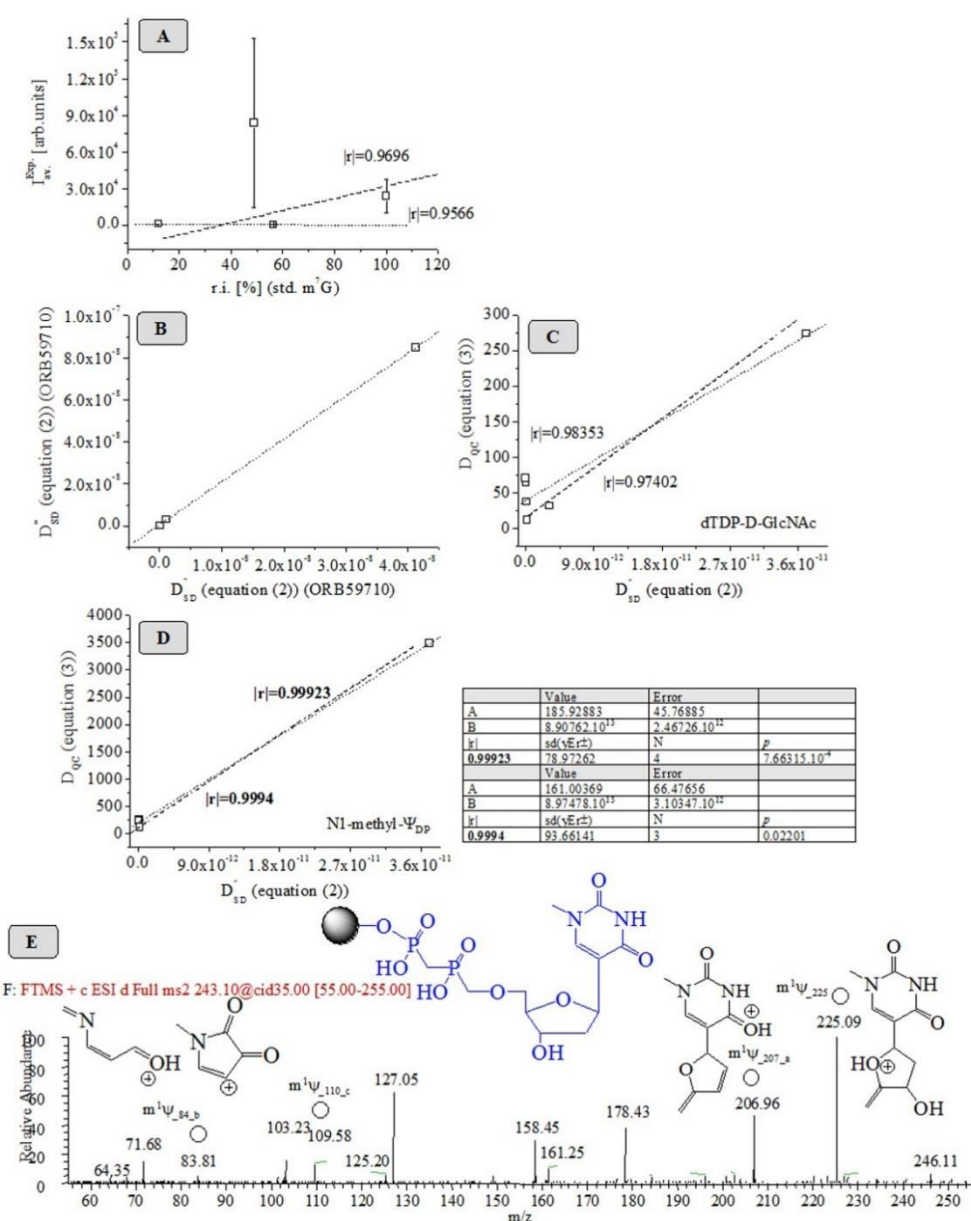 A
1.5x10⁵
1.2x10⁵
9.0x10⁴
6.0x10⁴
3.0x10⁴
0.0
I_av.^Exp. [arb.units]
|r|=0.9696
|r|=0.9566
0 20 40 60 80 100 120
r.i. [%] (std. m⁷G)
B
1.0x10⁻⁷
8.0x10⁻⁸
6.0x10⁻⁸
4.0x10⁻⁸
2.0x10⁻⁸
0.0
D"_SD (equation (2)) (ORB59710)
0.0 1.0x10⁻⁸ 2.0x10⁻⁸ 3.0x10⁻⁸ 4.0x10⁻⁸
D"_SD (equation (2)) (ORB59710)
C
300
250
200
150
100
50
0
D_QC (equation (3))
|r|=0.98353
|r|=0.97402
dTDP-D-GlcNAc
0.0 9.0x10⁻¹² 1.8x10⁻¹¹ 2.7x10⁻¹¹ 3.6x10⁻¹¹
D"_SD (equation (2))
D
4000
3500
3000
2500
2000
1500
1000
500
0
D_QC (equation (3))
|r|=0.99923
|r|=0.9994
N1-methyl-Ψ_DP
0.0 9.0x10⁻¹² 1.8x10⁻¹¹ 2.7x10⁻¹¹ 3.6x10⁻¹¹
D"_SD (equation (2))
Value Error
A 185.92883 45.76885
B 8.90762.10¹³ 2.46726.10¹²
|r| sd(yEr±) N p
0.99923 78.97262 4 7.66315.10⁻⁴
Value Error
A 161.00369 66.47656
B 8.97478.10¹³ 3.10347.10¹²
|r| sd(yEr±) N p
0.9994 93.66141 3 0.02201
E
F: FTMS + c ESI d Full ms2 243.10@cid35.00 [55.00-255.00]
O O O
O P P N NH
HO HO O O O
OH
N OH
N O O
O
N NH
OH
O
O
N NH
O
HO
OH
m¹Ψ_84_b
m¹Ψ_110_c
m¹Ψ_207_a
m¹Ψ_225
Relative Abundance
100
80
60
40
20
0
64.35
71.68
83.81
103.23
109.58
125.20
127.05
158.45
161.25
178.43
206.96
225.09
246.11
60 70 80 90 100 110 120 130 140 150 160 170 180 190 200 210 220 230 240 250
m/z